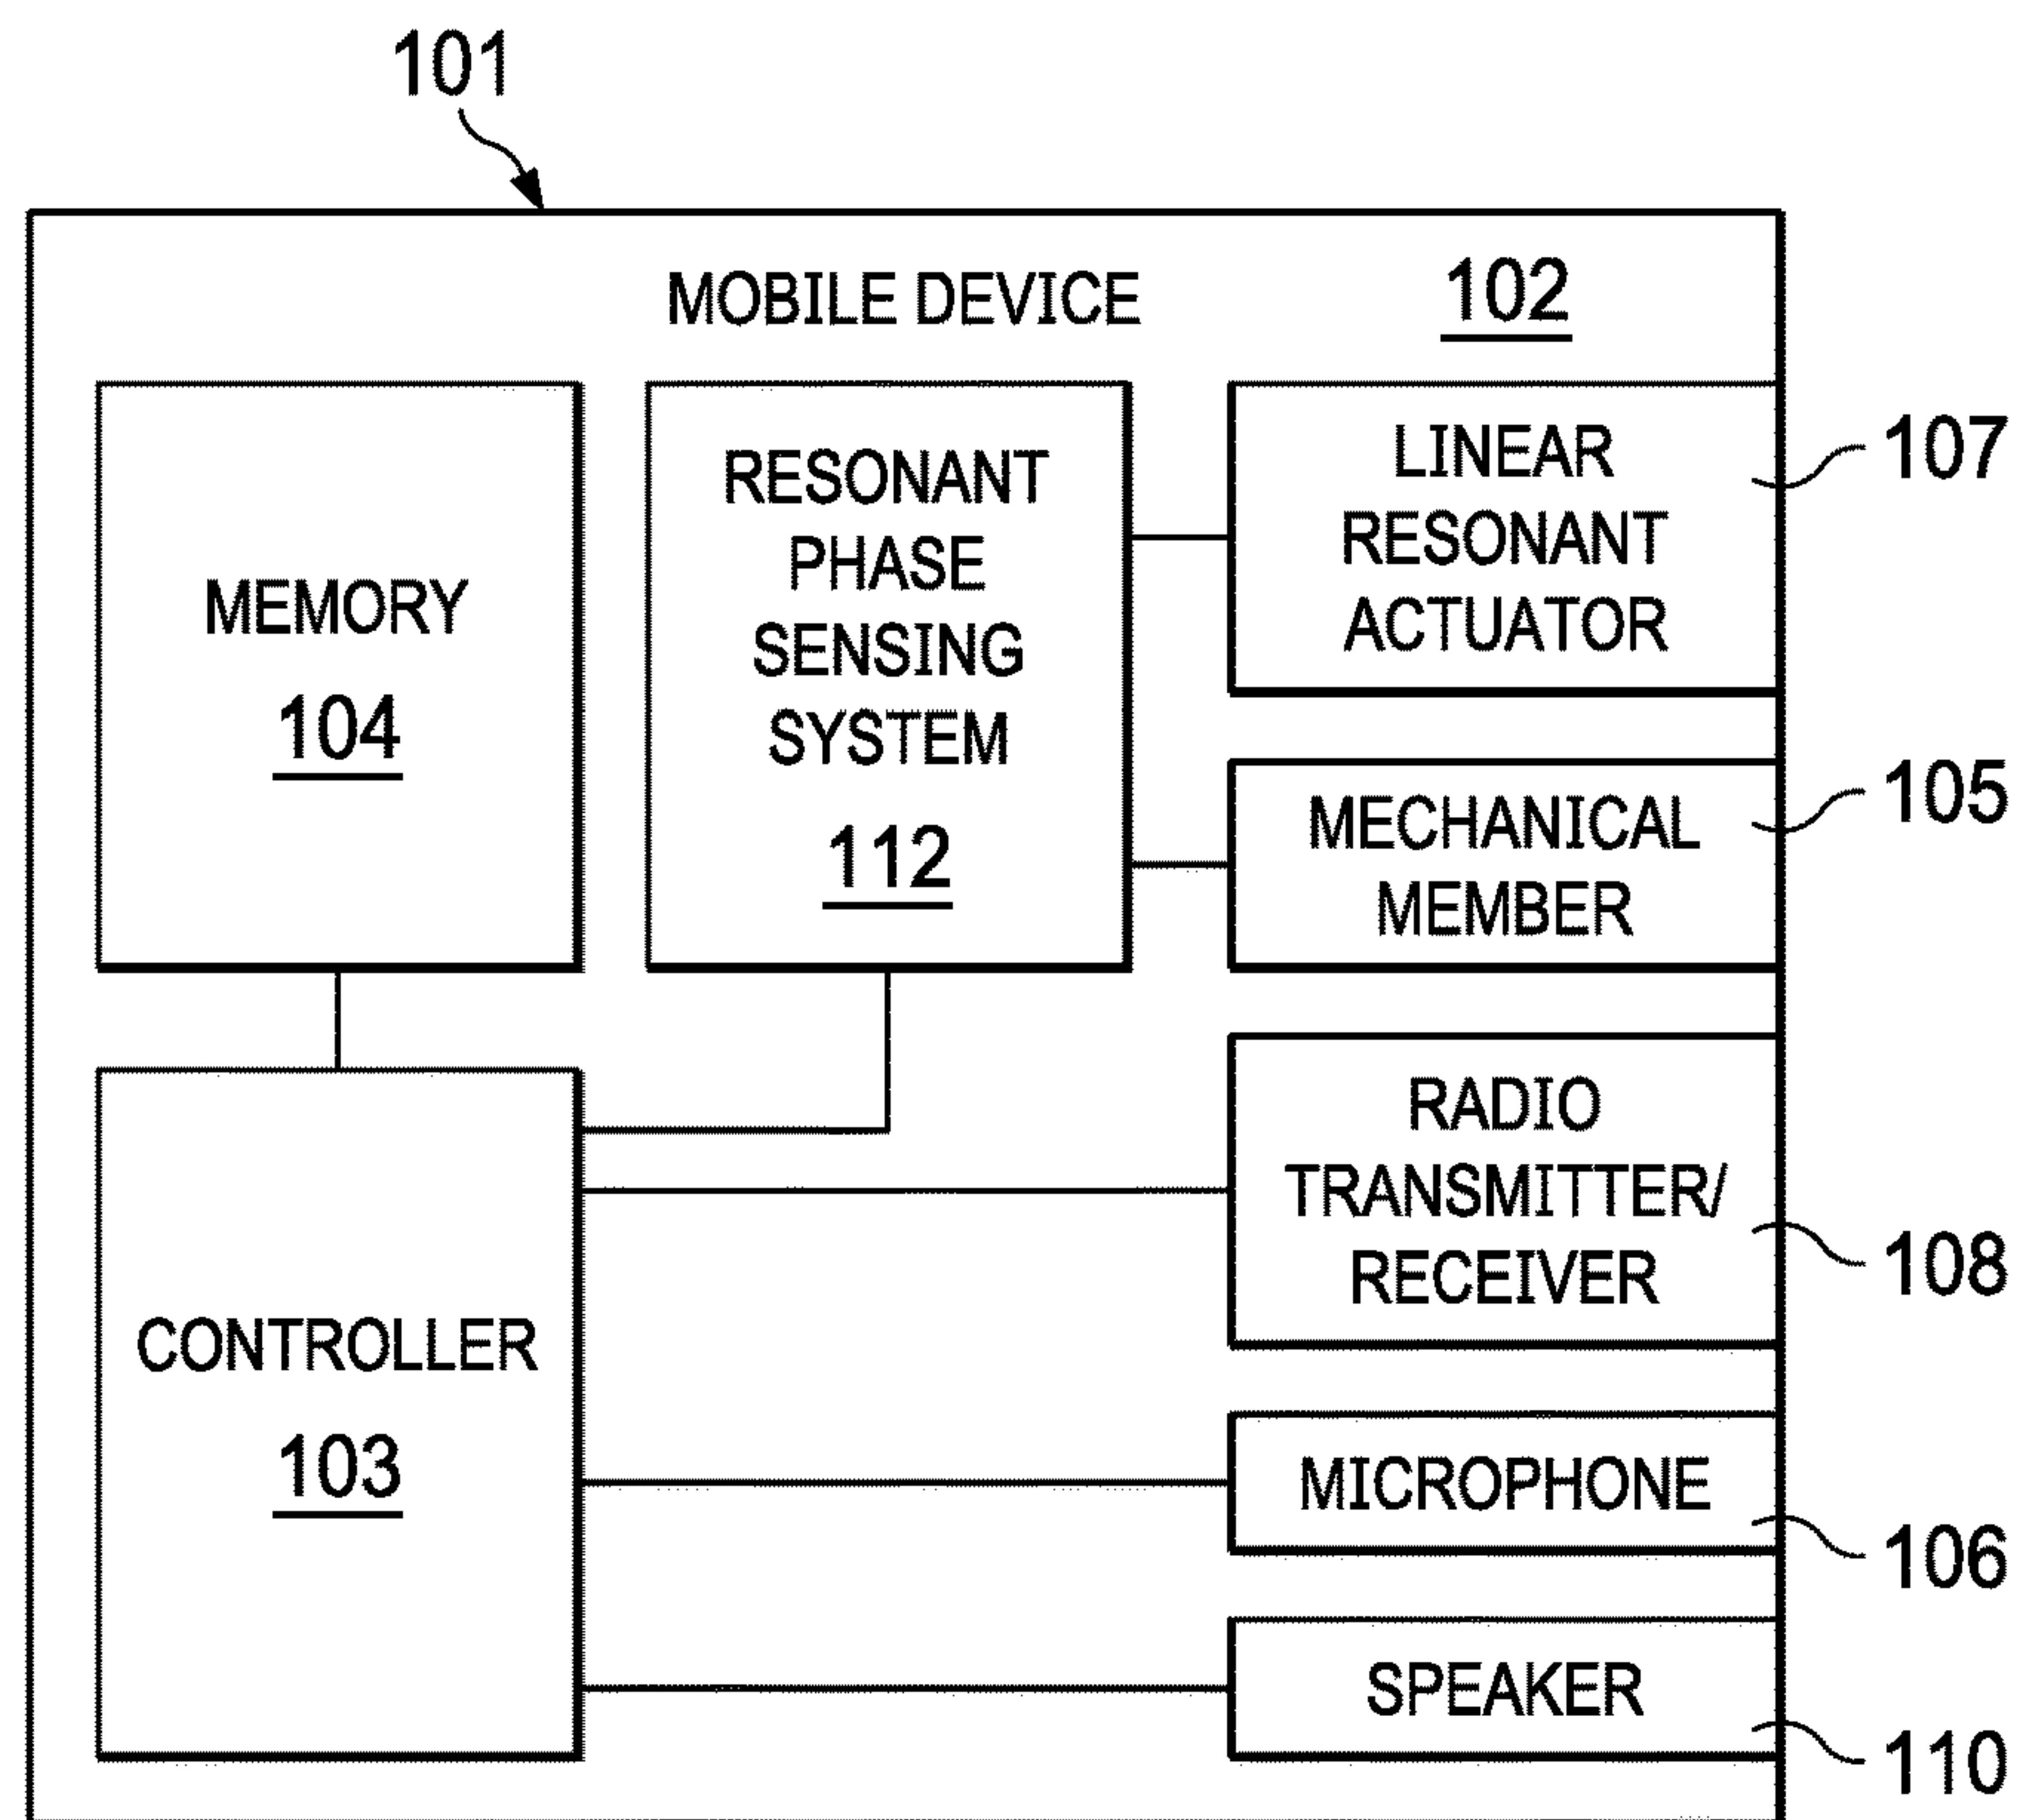 101
MOBILE DEVICE
102
MEMORY
104
RESONANT
PHASE
SENSING
SYSTEM
112
LINEAR
RESONANT
ACTUATOR
107
MECHANICAL
MEMBER
105
CONTROLLER
103
RADIO
TRANSMITTER/
RECEIVER
108
MICROPHONE
106
SPEAKER
110